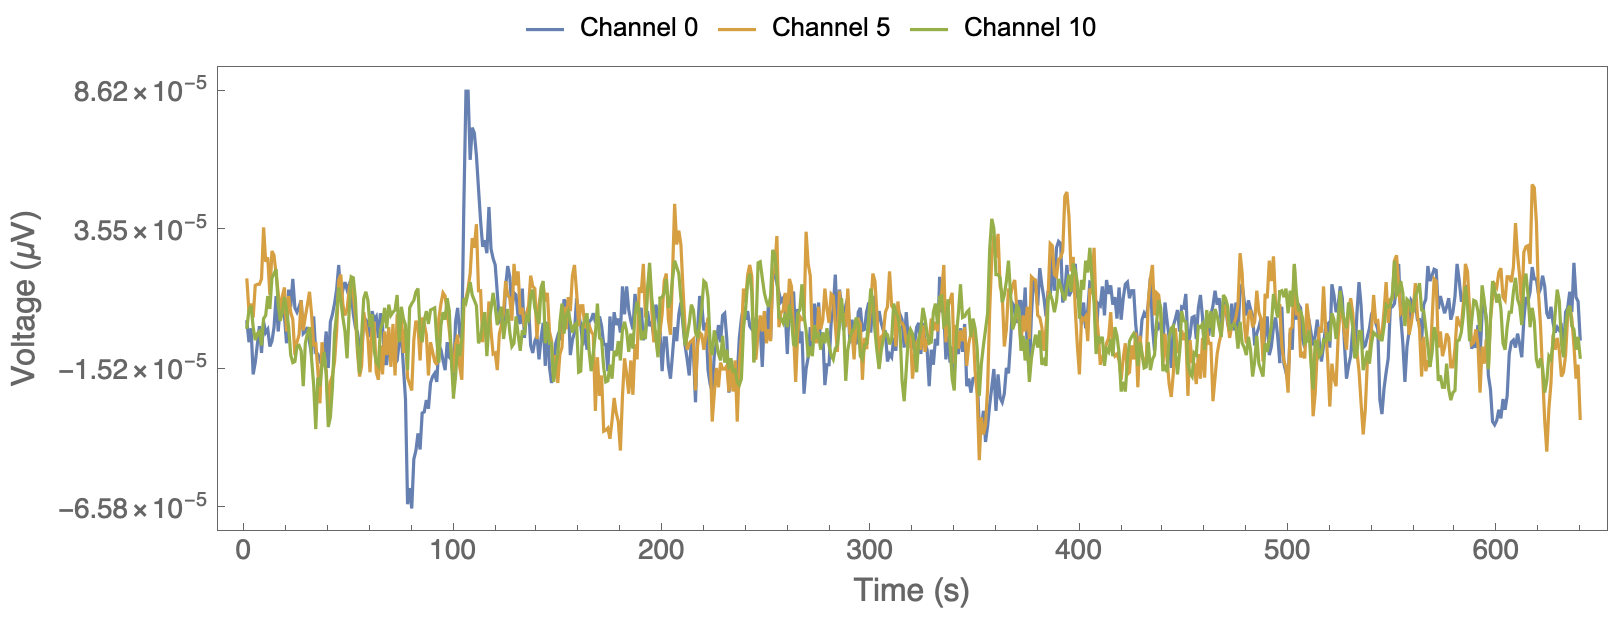 Channel 0 Channel 5 Channel 10
8.62×10⁻⁵
3.55×10⁻⁵
−1.52×10⁻⁵
−6.58×10⁻⁵
Voltage (μV)
0 100 200 300 400 500 600
Time (s)